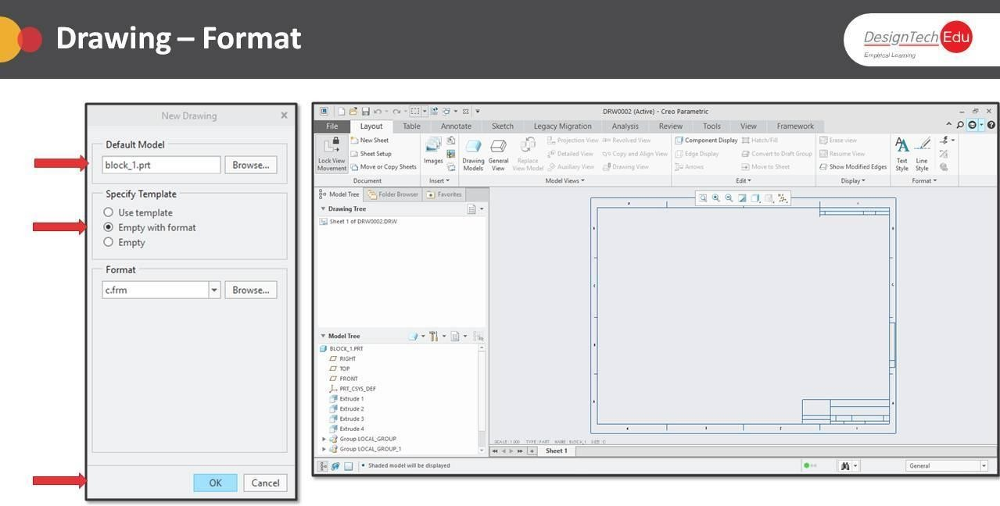 Drawing – Format
DesignTech Edu
Empirical Learning
New Drawing
Default Model
block_1.prt
Browse...
Specify Template
Use template
Empty with format
Empty
Format
c.frm
Browse...
OK
Cancel
DRW0002 (Active) - Creo Parametric
File Layout Table Annotate Sketch Legacy Migration Analysis Review Tools View Framework
Lock View Movement
New Sheet
Sheet Setup
Move or Copy Sheets
Document
Images
Insert
Drawing Models
General View
Replace View Model
Projection View
Detailed View
Auxiliary View
Revolved View
Copy and Align View
Drawing View
Model Views
Component Display
Edge Display
Arrows
Hatch/Fill
Convert to Draft Group
Move to Sheet
Edit
Erase view
Resume View
Show Modified Edges
Display
Text Style
Line Style
Format
Model Tree Folder Browser Favorites
Drawing Tree
Sheet 1 of DRW0002.DRW
Model Tree
BLOCK_1.PRT
RIGHT
TOP
FRONT
PRT_CSYS_DEF
Extrude 1
Extrude 2
Extrude 3
Extrude 4
Group LOCAL_GROUP
Group LOCAL_GROUP_1
SCALE : 1.000 TYPE : PART NAME : BLOCK_1 SIZE : C
Sheet 1
Shaded model will be displayed
General